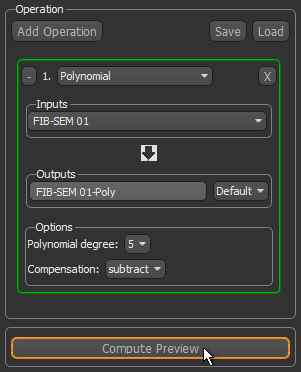 Operation
Add Operation Save Load
- 1. Polynomial X
Inputs
FIB-SEM 01
Outputs
FIB-SEM 01-Poly Default
Options
Polynomial degree: 5
Compensation: subtract
Compute Preview